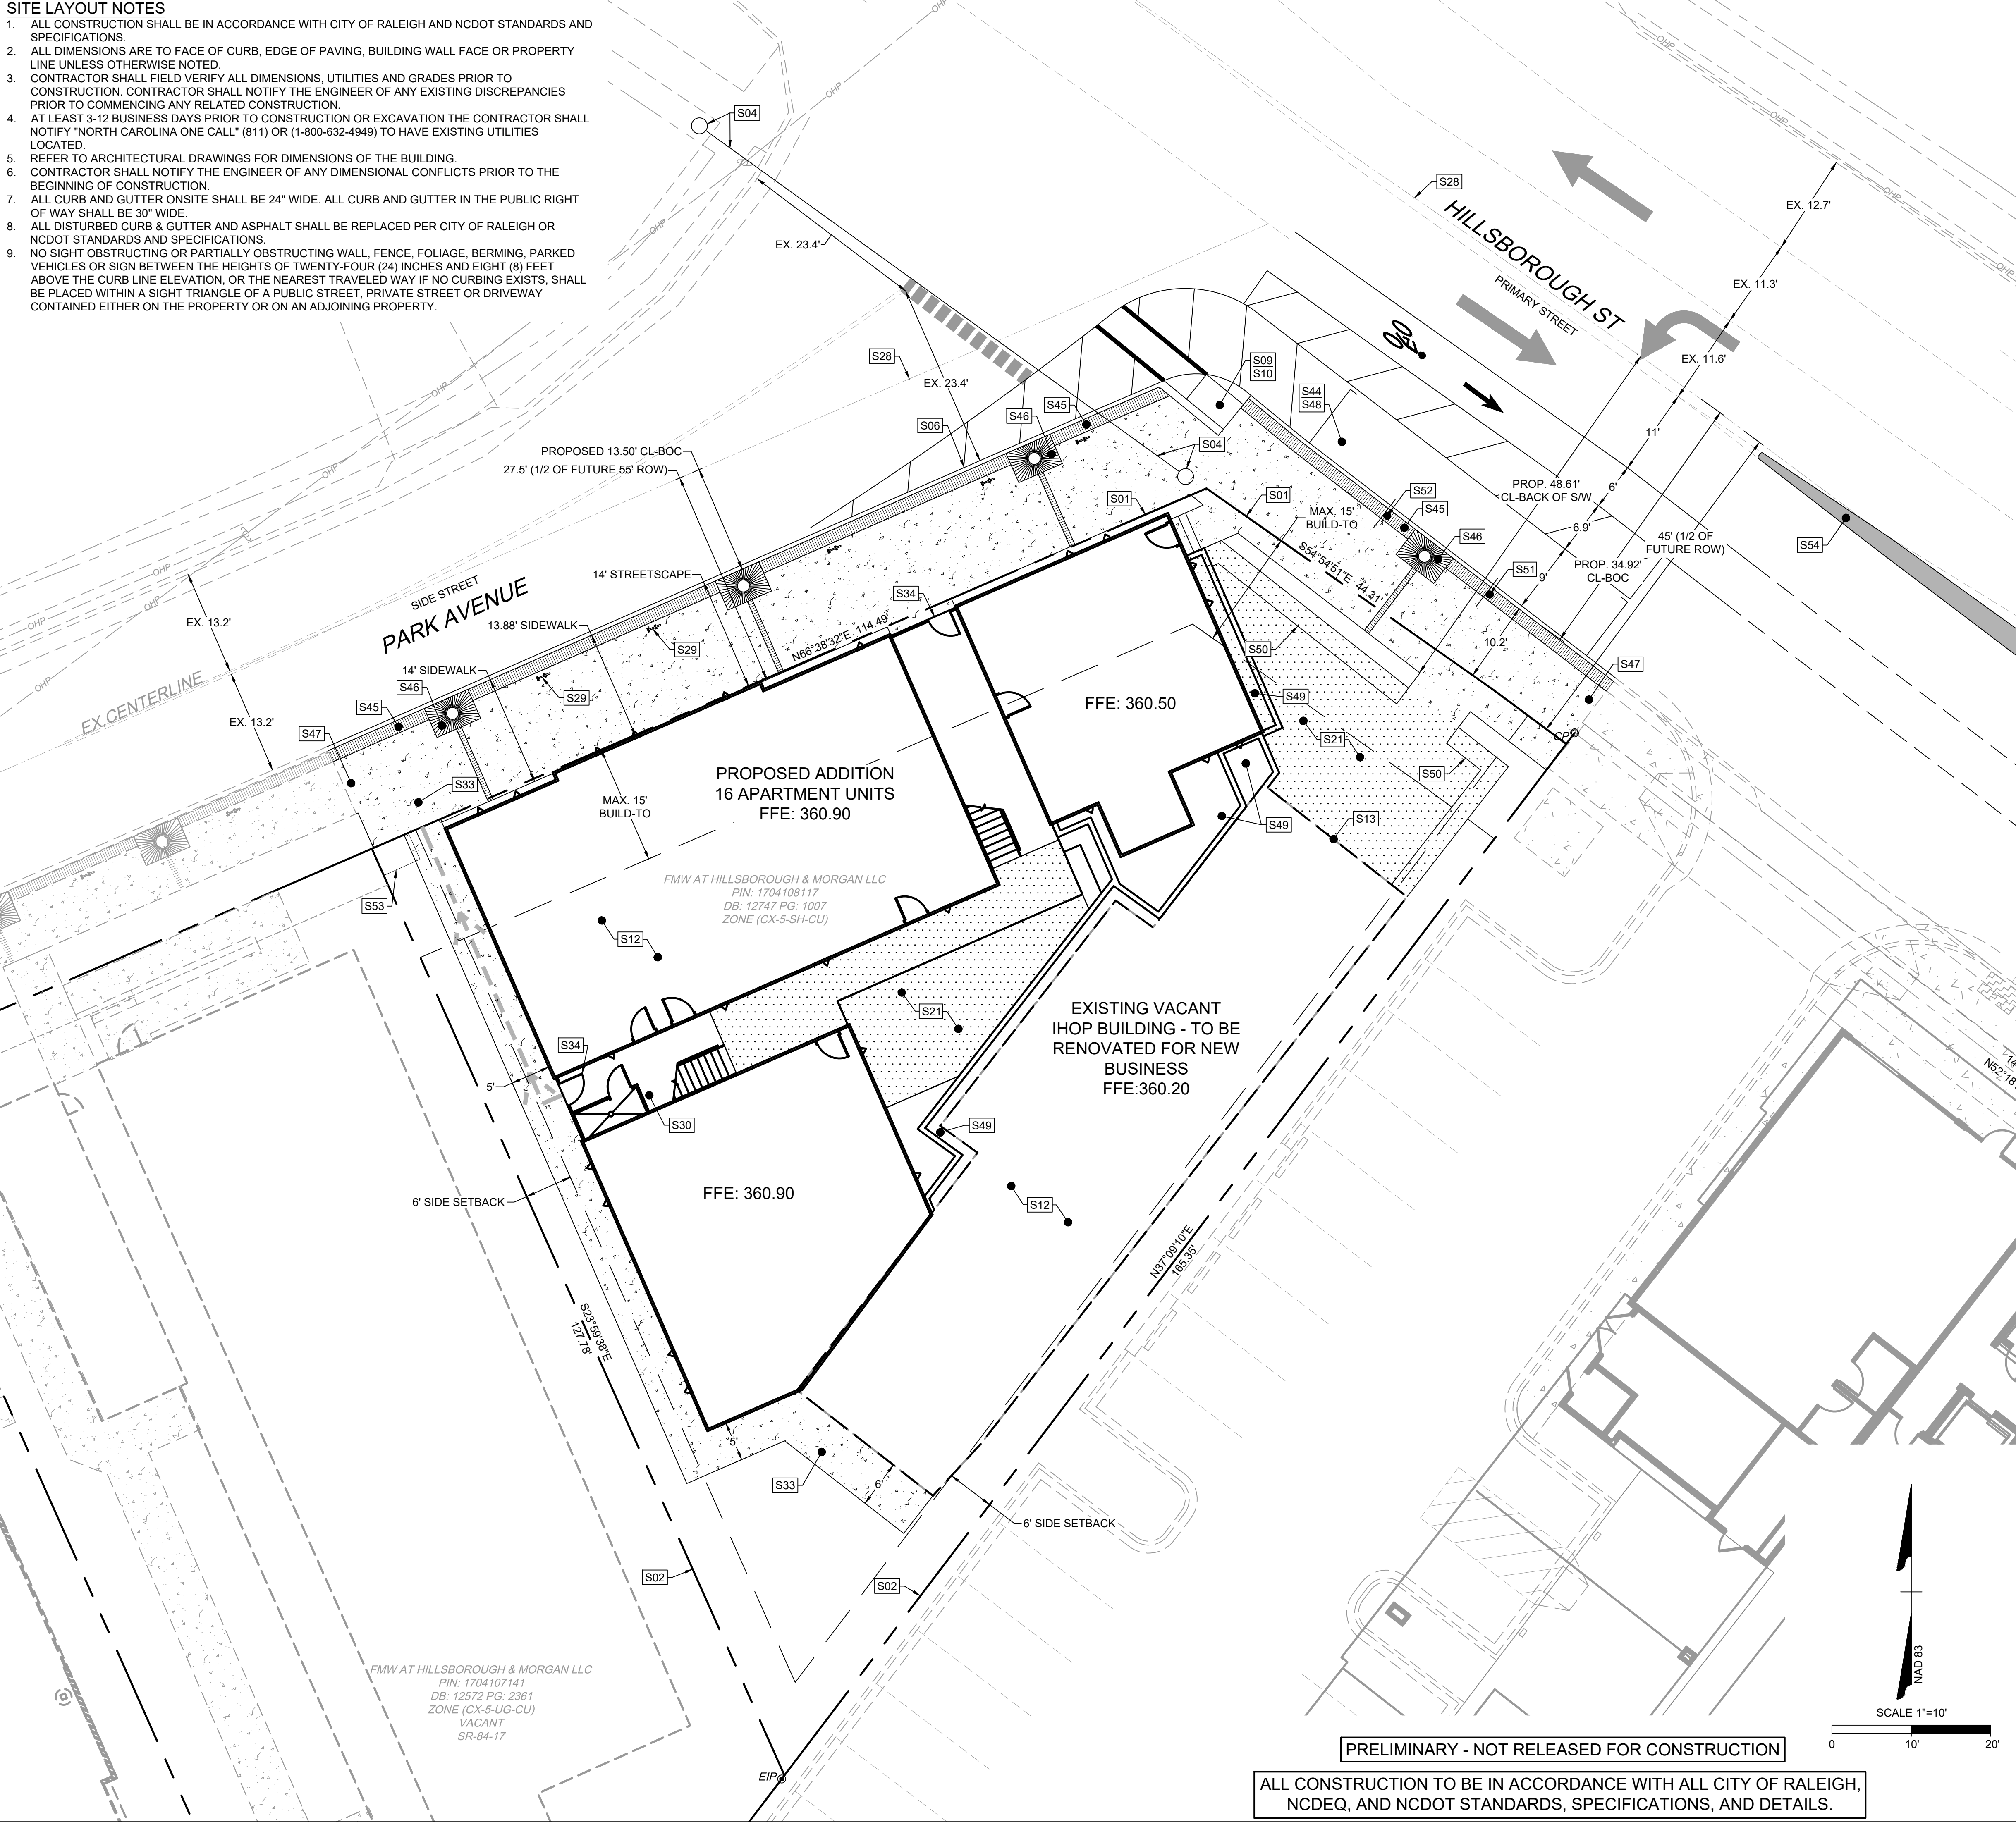 SITE LAYOUT NOTES
1. ALL CONSTRUCTION SHALL BE IN ACCORDANCE WITH CITY OF RALEIGH AND NCDOT STANDARDS AND
SPECIFICATIONS.
2. ALL DIMENSIONS ARE TO FACE OF CURB, EDGE OF PAVING, BUILDING WALL FACE OR PROPERTY
LINE UNLESS OTHERWISE NOTED.
3. CONTRACTOR SHALL FIELD VERIFY ALL DIMENSIONS, UTILITIES AND GRADES PRIOR TO
CONSTRUCTION. CONTRACTOR SHALL NOTIFY THE ENGINEER OF ANY EXISTING DISCREPANCIES
PRIOR TO COMMENCING ANY RELATED CONSTRUCTION.
4. AT LEAST 3-12 BUSINESS DAYS PRIOR TO CONSTRUCTION OR EXCAVATION THE CONTRACTOR SHALL
NOTIFY "NORTH CAROLINA ONE CALL" (811) OR (1-800-632-4949) TO HAVE EXISTING UTILITIES
LOCATED.
5. REFER TO ARCHITECTURAL DRAWINGS FOR DIMENSIONS OF THE BUILDING.
6. CONTRACTOR SHALL NOTIFY THE ENGINEER OF ANY DIMENSIONAL CONFLICTS PRIOR TO THE
BEGINNING OF CONSTRUCTION.
7. ALL CURB AND GUTTER ONSITE SHALL BE 24" WIDE. ALL CURB AND GUTTER IN THE PUBLIC RIGHT
OF WAY SHALL BE 30" WIDE.
8. ALL DISTURBED CURB & GUTTER AND ASPHALT SHALL BE REPLACED PER CITY OF RALEIGH OR
NCDOT STANDARDS AND SPECIFICATIONS.
9. NO SIGHT OBSTRUCTING OR PARTIALLY OBSTRUCTING WALL, FENCE, FOLIAGE, BERMING, PARKED
VEHICLES OR SIGN BETWEEN THE HEIGHTS OF TWENTY-FOUR (24) INCHES AND EIGHT (8) FEET
ABOVE THE CURB LINE ELEVATION, OR THE NEAREST TRAVELED WAY IF NO CURBING EXISTS, SHALL
BE PLACED WITHIN A SIGHT TRIANGLE OF A PUBLIC STREET, PRIVATE STREET OR DRIVEWAY
CONTAINED EITHER ON THE PROPERTY OR ON AN ADJOINING PROPERTY.
OHP
OHP
OHP
OHP
OHP
OHP
OHP
OHP
OHP
OHP
OHP
OHP
OHP
S04
S28
HILLSBOROUGH ST
PRIMARY STREET
EX. 12.7'
EX. 11.3'
EX. 11.6'
11'
6'
6.9'
9'
10.2'
EX. 23.4'
EX. 23.4'
S28
S09
S10
S44
S48
S45
S46
S06
S04
PROPOSED 13.50' CL-BOC
27.5' (1/2 OF FUTURE 55' ROW)
S01
S01
S52
S45
S46
PROP. 48.61'
CL-BACK OF S/W
MAX. 15'
BUILD-TO
S54°54'51"E 44.31'
45' (1/2 OF
FUTURE ROW)
S54
PROP. 34.92'
CL-BOC
S51
14' STREETSCAPE
SIDE STREET
PARK AVENUE
EX. 13.2'
13.88' SIDEWALK
S34
N66°38'32"E 114.49'
S29
S50
S47
14' SIDEWALK
S46
S29
S49
FFE: 360.50
EX.CENTERLINE
EX. 13.2'
S45
S47
S21
CP
S33
PROPOSED ADDITION
16 APARTMENT UNITS
FFE: 360.90
MAX. 15'
BUILD-TO
S50
S13
S49
FMW AT HILLSBOROUGH & MORGAN LLC
PIN: 1704108117
DB: 12747 PG: 1007
ZONE (CX-5-SH-CU)
S53
S12
S21
EXISTING VACANT
IHOP BUILDING - TO BE
RENOVATED FOR NEW
BUSINESS
FFE:360.20
S34
5'
S30
S49
FFE: 360.90
6' SIDE SETBACK
S12
N37°09'10"E
165.35'
S23°59'38"E
127.78'
5'
S33
6'
6' SIDE SETBACK
S02
S02
FMW AT HILLSBOROUGH & MORGAN LLC
PIN: 1704107141
DB: 12572 PG: 2361
ZONE (CX-5-UG-CU)
VACANT
SR-84-17
EIP
NAD 83
SCALE 1"=10'
0 10' 20'
PRELIMINARY - NOT RELEASED FOR CONSTRUCTION
ALL CONSTRUCTION TO BE IN ACCORDANCE WITH ALL CITY OF RALEIGH,
NCDEQ, AND NCDOT STANDARDS, SPECIFICATIONS, AND DETAILS.